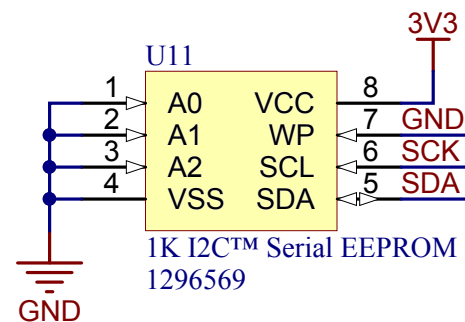 3V3
U11
1 A0 VCC 8
2 A1 WP 7 GND
3 A2 SCL 6 SCK
4 VSS SDA 5 SDA
1K I2C™ Serial EEPROM
1296569
GND